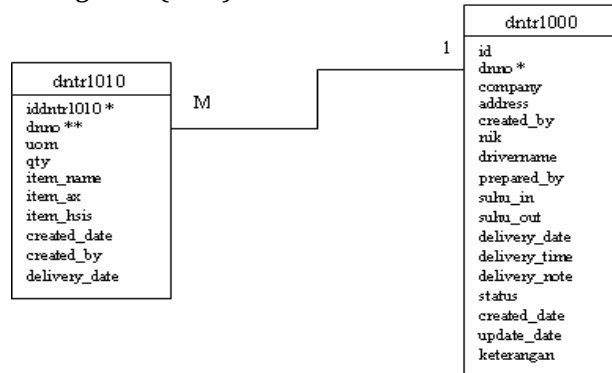 dntr1000
id
dnno *
company
address
created_by
nik
drivername
prepared_by
suhu_in
suhu_out
delivery_date
delivery_time
delivery_note
status
created_date
update_date
keterangan
1
M
dntr1010
iddntr1010 *
dnno **
uom
qty
item_name
item_ax
item_hsis
created_date
created_by
delivery_date